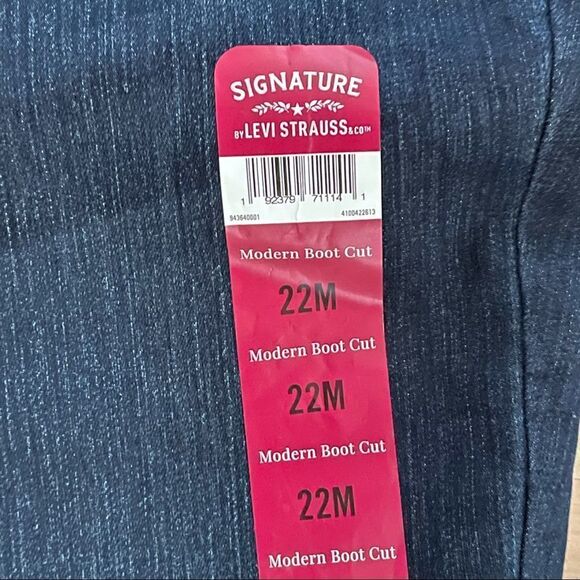 SIGNATURE
BY LEVI STRAUSS & CO™
1 92379 71114 1
943640001 4100422613
Modern Boot Cut
22M
Modern Boot Cut
22M
Modern Boot Cut
22M
Modern Boot Cut